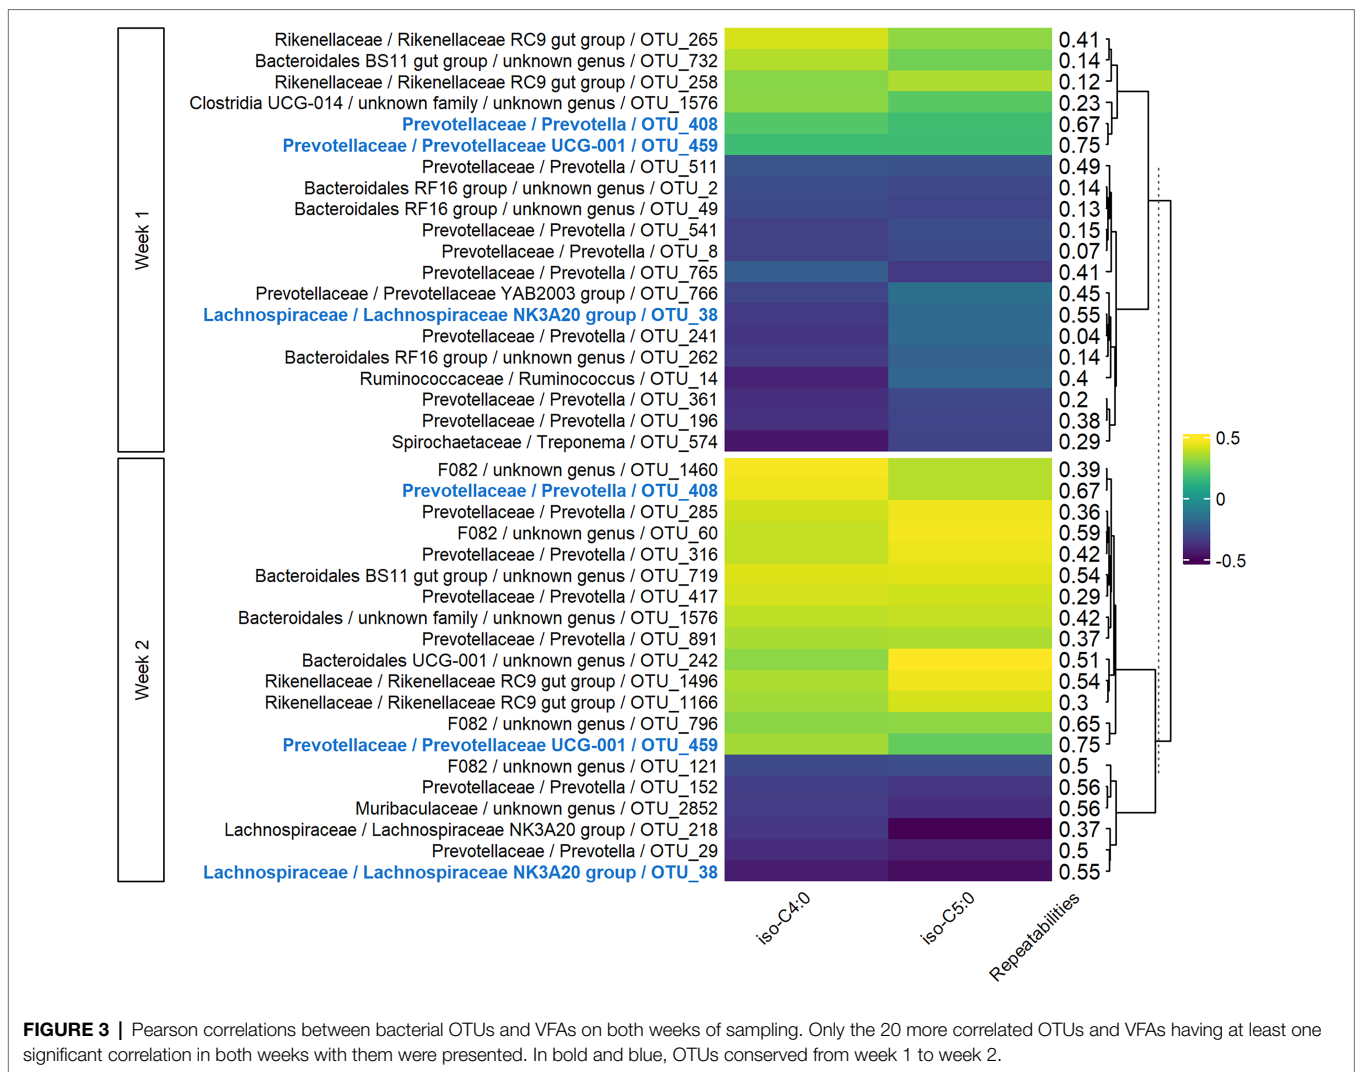 Week 1
Rikenellaceae / Rikenellaceae RC9 gut group / OTU_265 0.41
Bacteroidales BS11 gut group / unknown genus / OTU_732 0.14
Rikenellaceae / Rikenellaceae RC9 gut group / OTU_258 0.12
Clostridia UCG-014 / unknown family / unknown genus / OTU_1576 0.23
Prevotellaceae / Prevotella / OTU_408 0.67
Prevotellaceae / Prevotellaceae UCG-001 / OTU_459 0.75
Prevotellaceae / Prevotella / OTU_511 0.49
Bacteroidales RF16 group / unknown genus / OTU_2 0.14
Bacteroidales RF16 group / unknown genus / OTU_49 0.13
Prevotellaceae / Prevotella / OTU_541 0.15
Prevotellaceae / Prevotella / OTU_8 0.07
Prevotellaceae / Prevotella / OTU_765 0.41
Prevotellaceae / Prevotellaceae YAB2003 group / OTU_766 0.45
Lachnospiraceae / Lachnospiraceae NK3A20 group / OTU_38 0.55
Prevotellaceae / Prevotella / OTU_241 0.04
Bacteroidales RF16 group / unknown genus / OTU_262 0.14
Ruminococcaceae / Ruminococcus / OTU_14 0.4
Prevotellaceae / Prevotella / OTU_361 0.2
Prevotellaceae / Prevotella / OTU_196 0.38
Spirochaetaceae / Treponema / OTU_574 0.29
Week 2
F082 / unknown genus / OTU_1460 0.39
Prevotellaceae / Prevotella / OTU_408 0.67
Prevotellaceae / Prevotella / OTU_285 0.36
F082 / unknown genus / OTU_60 0.59
Prevotellaceae / Prevotella / OTU_316 0.42
Bacteroidales BS11 gut group / unknown genus / OTU_719 0.54
Prevotellaceae / Prevotella / OTU_417 0.29
Bacteroidales / unknown family / unknown genus / OTU_1576 0.42
Prevotellaceae / Prevotella / OTU_891 0.37
Bacteroidales UCG-001 / unknown genus / OTU_242 0.51
Rikenellaceae / Rikenellaceae RC9 gut group / OTU_1496 0.54
Rikenellaceae / Rikenellaceae RC9 gut group / OTU_1166 0.3
F082 / unknown genus / OTU_796 0.65
Prevotellaceae / Prevotellaceae UCG-001 / OTU_459 0.75
F082 / unknown genus / OTU_121 0.5
Prevotellaceae / Prevotella / OTU_152 0.56
Muribaculaceae / unknown genus / OTU_2852 0.56
Lachnospiraceae / Lachnospiraceae NK3A20 group / OTU_218 0.37
Prevotellaceae / Prevotella / OTU_29 0.5
Lachnospiraceae / Lachnospiraceae NK3A20 group / OTU_38 0.55
iso-C4:0
iso-C5:0
Repeatabilities
0.5
0
-0.5
FIGURE 3 | Pearson correlations between bacterial OTUs and VFAs on both weeks of sampling. Only the 20 more correlated OTUs and VFAs having at least one
significant correlation in both weeks with them were presented. In bold and blue, OTUs conserved from week 1 to week 2.